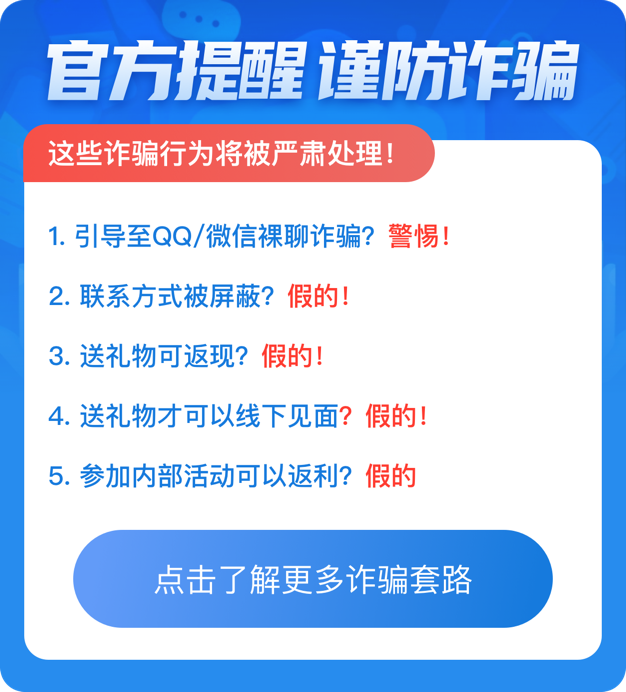 官方提醒 谨防诈骗
这些诈骗行为将被严肃处理！
1. 引导至QQ/微信裸聊诈骗？警惕！
2. 联系方式被屏蔽？假的！
3. 送礼物可返现？假的！
4. 送礼物才可以线下见面？假的！
5. 参加内部活动可以返利？假的
点击了解更多诈骗套路